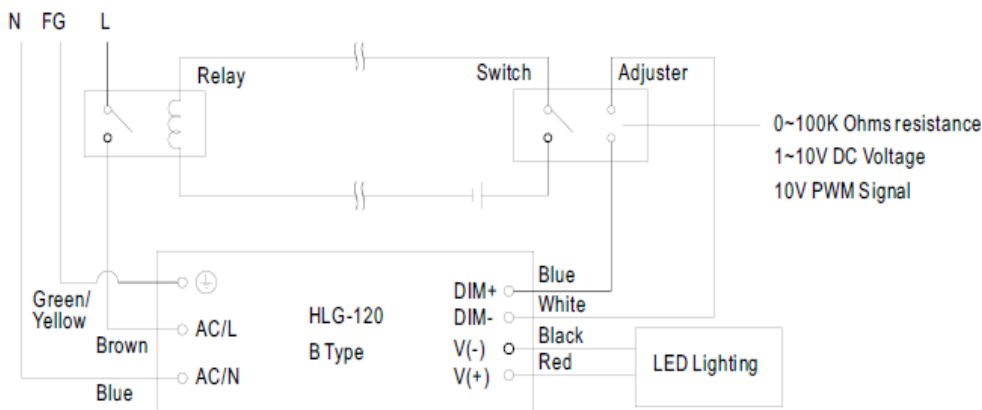 N FG L
Relay
Switch
Adjuster
0~100K Ohms resistance
1~10V DC Voltage
10V PWM Signal
Green/
Yellow
Brown
Blue
AC/L
AC/N
HLG-120
B Type
DIM+
DIM-
V(-)
V(+)
Blue
White
Black
Red
LED Lighting